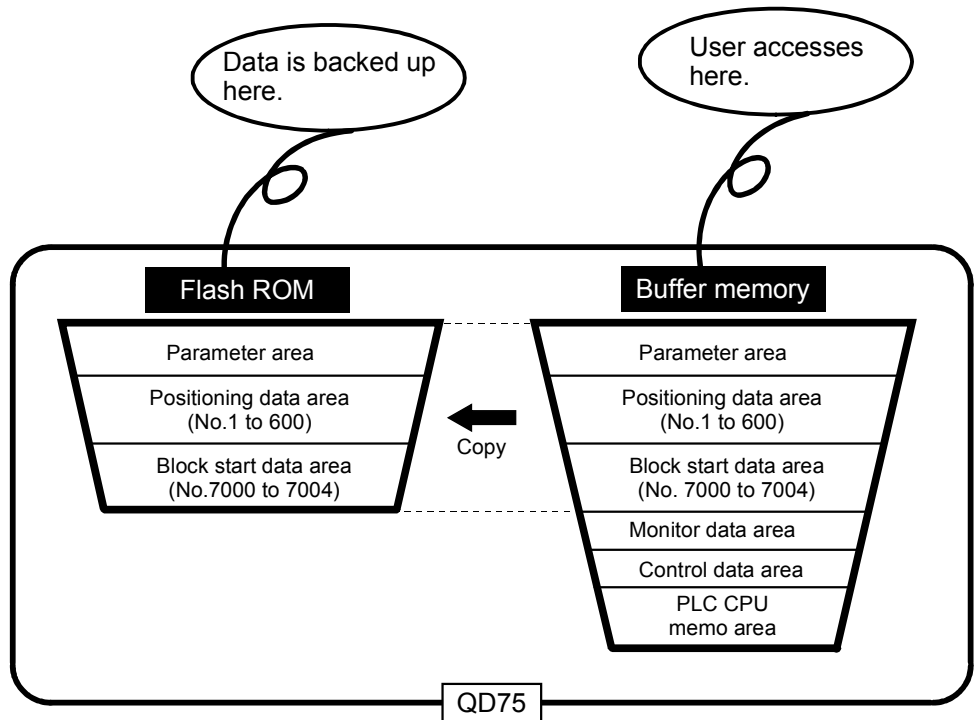 Data is backed up
here.
User accesses
here.
Flash ROM
Parameter area
Positioning data area
(No.1 to 600)
Block start data area
(No.7000 to 7004)
Copy
Buffer memory
Parameter area
Positioning data area
(No.1 to 600)
Block start data area
(No. 7000 to 7004)
Monitor data area
Control data area
PLC CPU
memo area
QD75